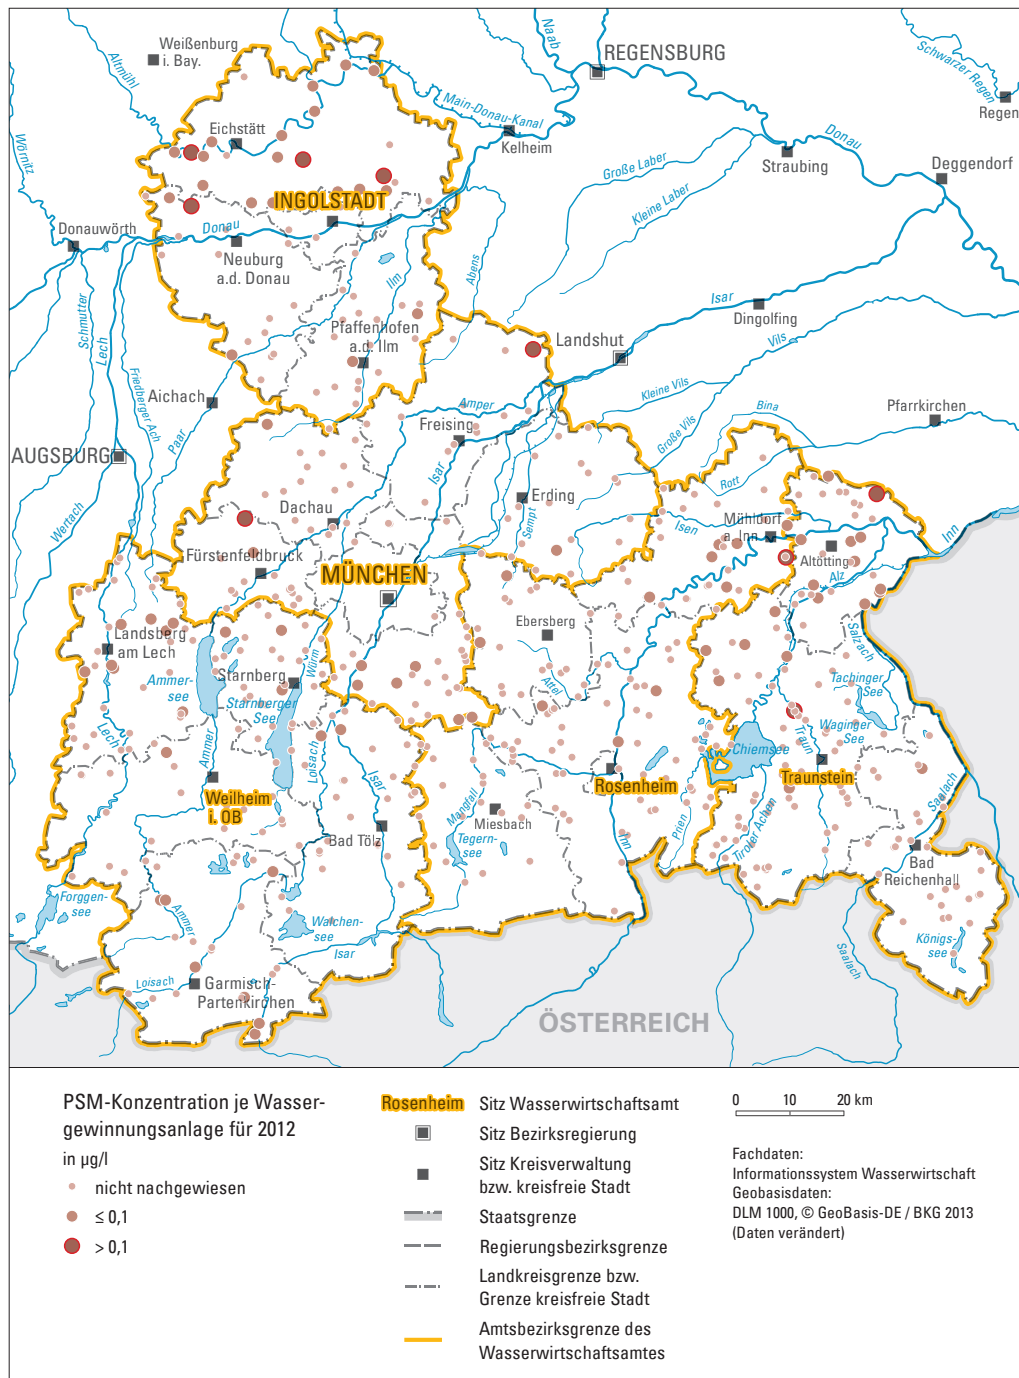 Weißenburg
i. Bay.
Altmühl
Naab
REGENSBURG
Schwarzer Regen
Regen
Wörnitz
Eichstätt
Main-Donau-Kanal
Kelheim
Donau
Straubing
Deggendorf
Große Laber
Kleine Laber
INGOLSTADT
Donauwörth
Donau
Neuburg
a.d. Donau
Ilm
Abens
Isar
Dingolfing
Schmutter
Lech
Friedberger Ach
Pfaffenhofen
a.d. Ilm
Landshut
Vils
Aichach
Paar
Amper
Freising
Kleine Vils
Große Vils
Bina
Pfarrkirchen
AUGSBURG
Wertach
Isar
Rott
Dachau
Erding
Sempt
Isen
Mühldorf
a. Inn
Inn
Fürstenfeldbruck
MÜNCHEN
Altötting
Alz
Ebersberg
Landsberg
am Lech
Würm
Salzach
Ammer-
see
Starnberg
Starnberger
See
Attel
Tachinger
See
Waginger
See
Lech
Ammer
Loisach
Isar
Traun
Chiemsee
Weilheim
i. OB
Rosenheim
Traunstein
Saalach
Mangfall
Miesbach
Prien
Tiroler Achen
Bad Tölz
Tegern-
see
Inn
Bad
Reichenhall
Forggen-
see
Ammer
Walchen-
see
Isar
Königs-
see
Saalach
Loisach
Garmisch-
Partenkirchen
ÖSTERREICH
PSM-Konzentration je Wasser-
gewinnungsanlage für 2012
in µg/l
nicht nachgewiesen
≤ 0,1
> 0,1
Rosenheim Sitz Wasserwirtschaftsamt
Sitz Bezirksregierung
Sitz Kreisverwaltung
bzw. kreisfreie Stadt
Staatsgrenze
Regierungsbezirksgrenze
Landkreisgrenze bzw.
Grenze kreisfreie Stadt
Amtsbezirksgrenze des
Wasserwirtschaftsamtes
0 10 20 km
Fachdaten:
Informationssystem Wasserwirtschaft
Geobasisdaten:
DLM 1000, © GeoBasis-DE / BKG 2013
(Daten verändert)